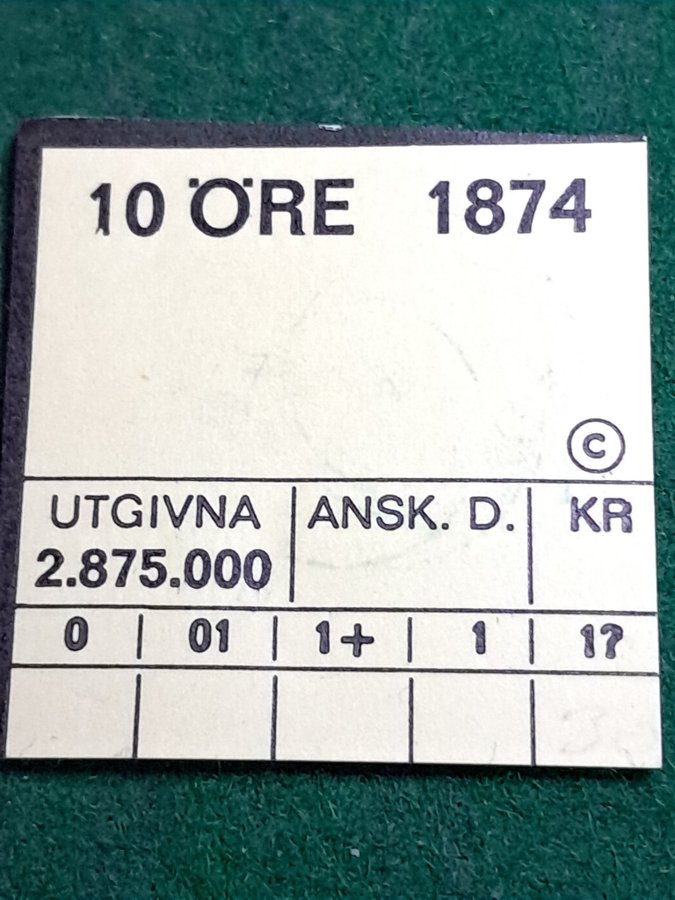 10 ÖRE 1874
©
UTGIVNA ANSK. D. KR
2.875.000
0 01 1+ 1 1?